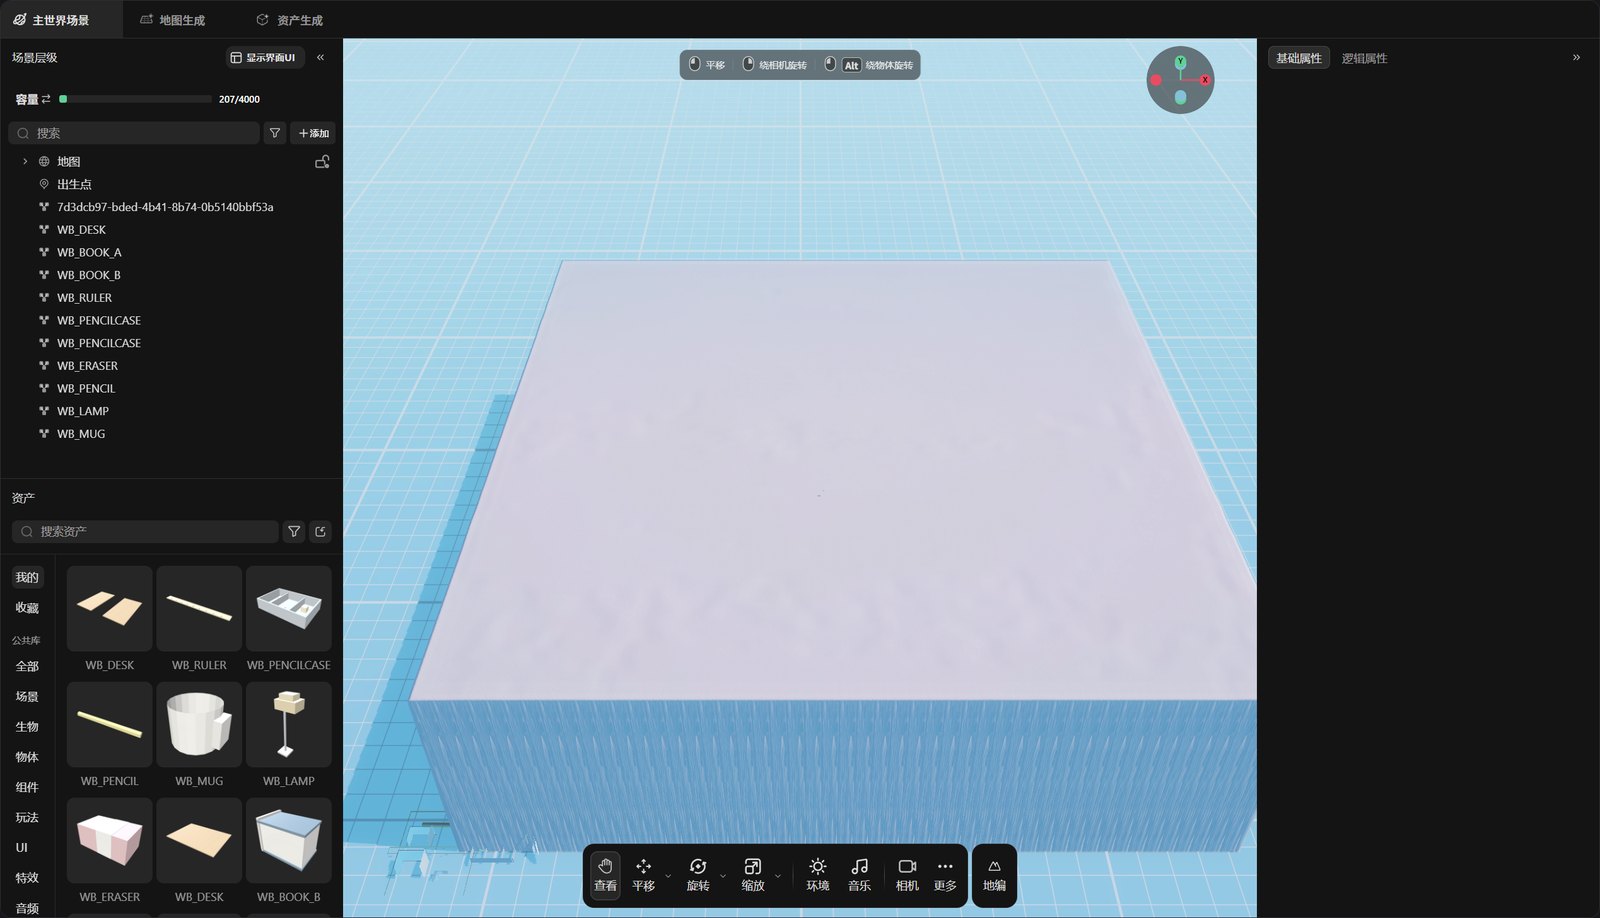 主世界场景
地图生成
资产生成
场景层级
显示界面UI
容量
207/4000
搜索
添加
地图
出生点
7d3dcb97-bded-4b41-8b74-0b5140bbf53a
WB_DESK
WB_BOOK_A
WB_BOOK_B
WB_RULER
WB_PENCILCASE
WB_PENCILCASE
WB_ERASER
WB_PENCIL
WB_LAMP
WB_MUG
资产
搜索资产
我的
收藏
公共库
全部
场景
生物
物体
组件
玩法
UI
特效
音频
WB_DESK
WB_RULER
WB_PENCILCASE
WB_PENCIL
WB_MUG
WB_LAMP
WB_ERASER
WB_DESK
WB_BOOK_B
平移
绕相机旋转
Alt
绕物体旋转
Y
X
查看
平移
旋转
缩放
环境
音乐
相机
更多
地编
基础属性
逻辑属性